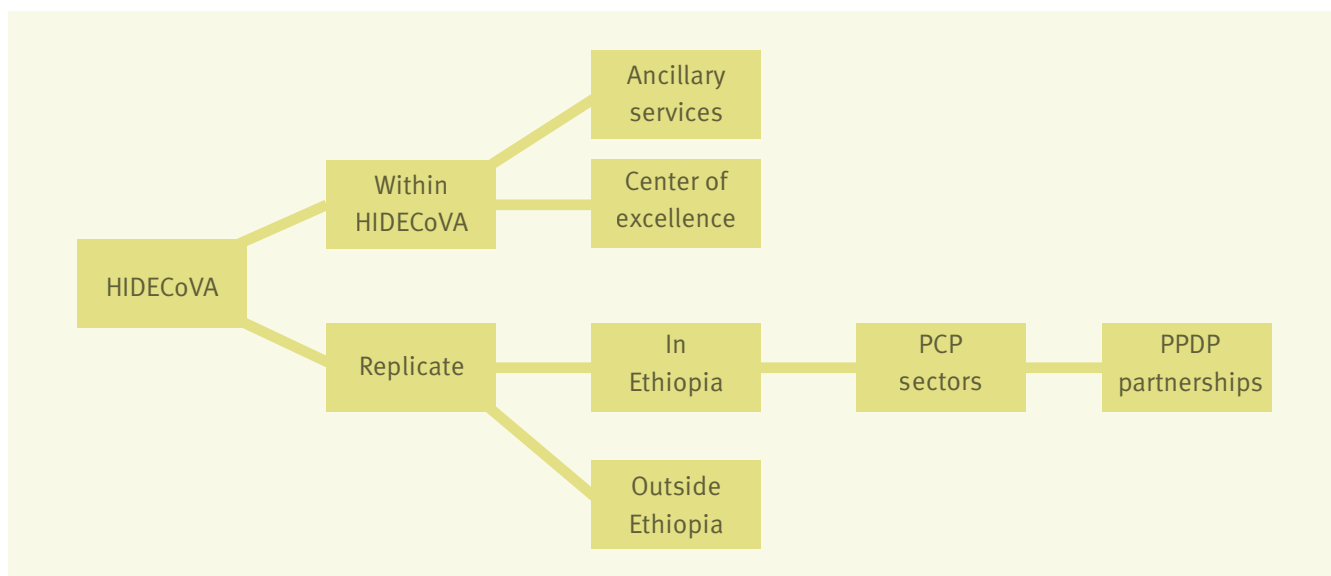 Ancillary
services
Within
HIDECoVA
Center of
excellence
HIDECoVA
Replicate
In
Ethiopia
PCP
sectors
PPDP
partnerships
Outside
Ethiopia